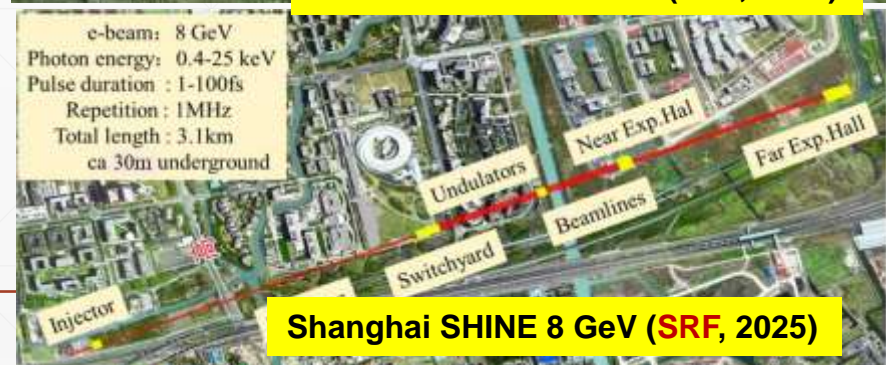 e-beam: 8 GeV
Photon energy: 0.4-25 keV
Pulse duration : 1-100fs
Repetition : 1MHz
Total length : 3.1km
ca 30m underground
Near Exp.Hal
Far Exp.Hall
Undulators
Beamlines
Switchyard
Injector
Shanghai SHINE 8 GeV (SRF, 2025)